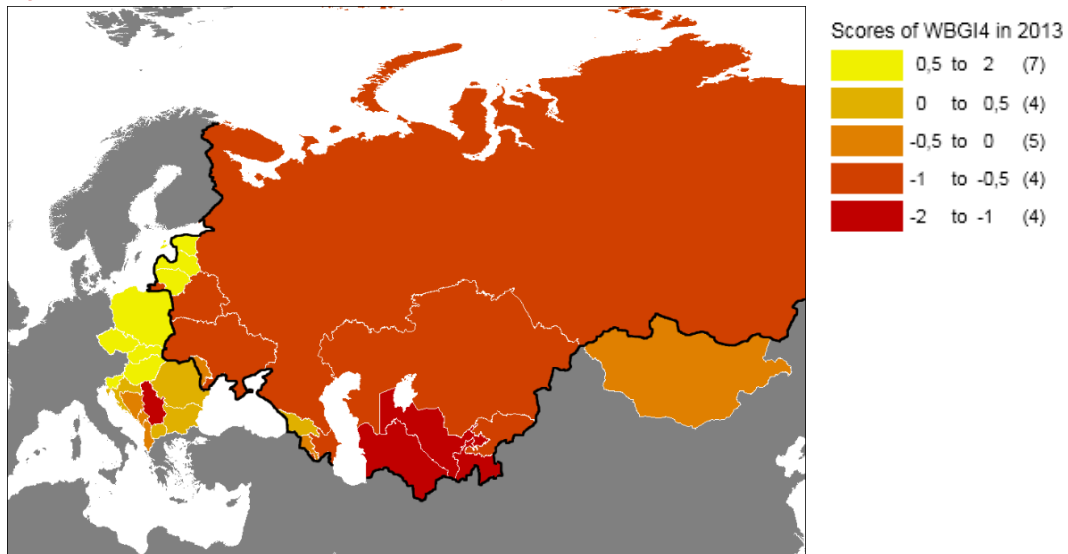 Scores of WBGI4 in 2013
0,5 to 2 (7)
0 to 0,5 (4)
-0,5 to 0 (5)
-1 to -0,5 (4)
-2 to -1 (4)